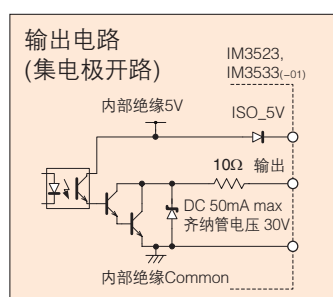 输出电路
(集电极开路)
IM3523,
IM3533(-01)
内部绝缘5V
ISO_5V
10Ω 输出
DC 50mA max
齐纳管电压 30V
内部绝缘Common